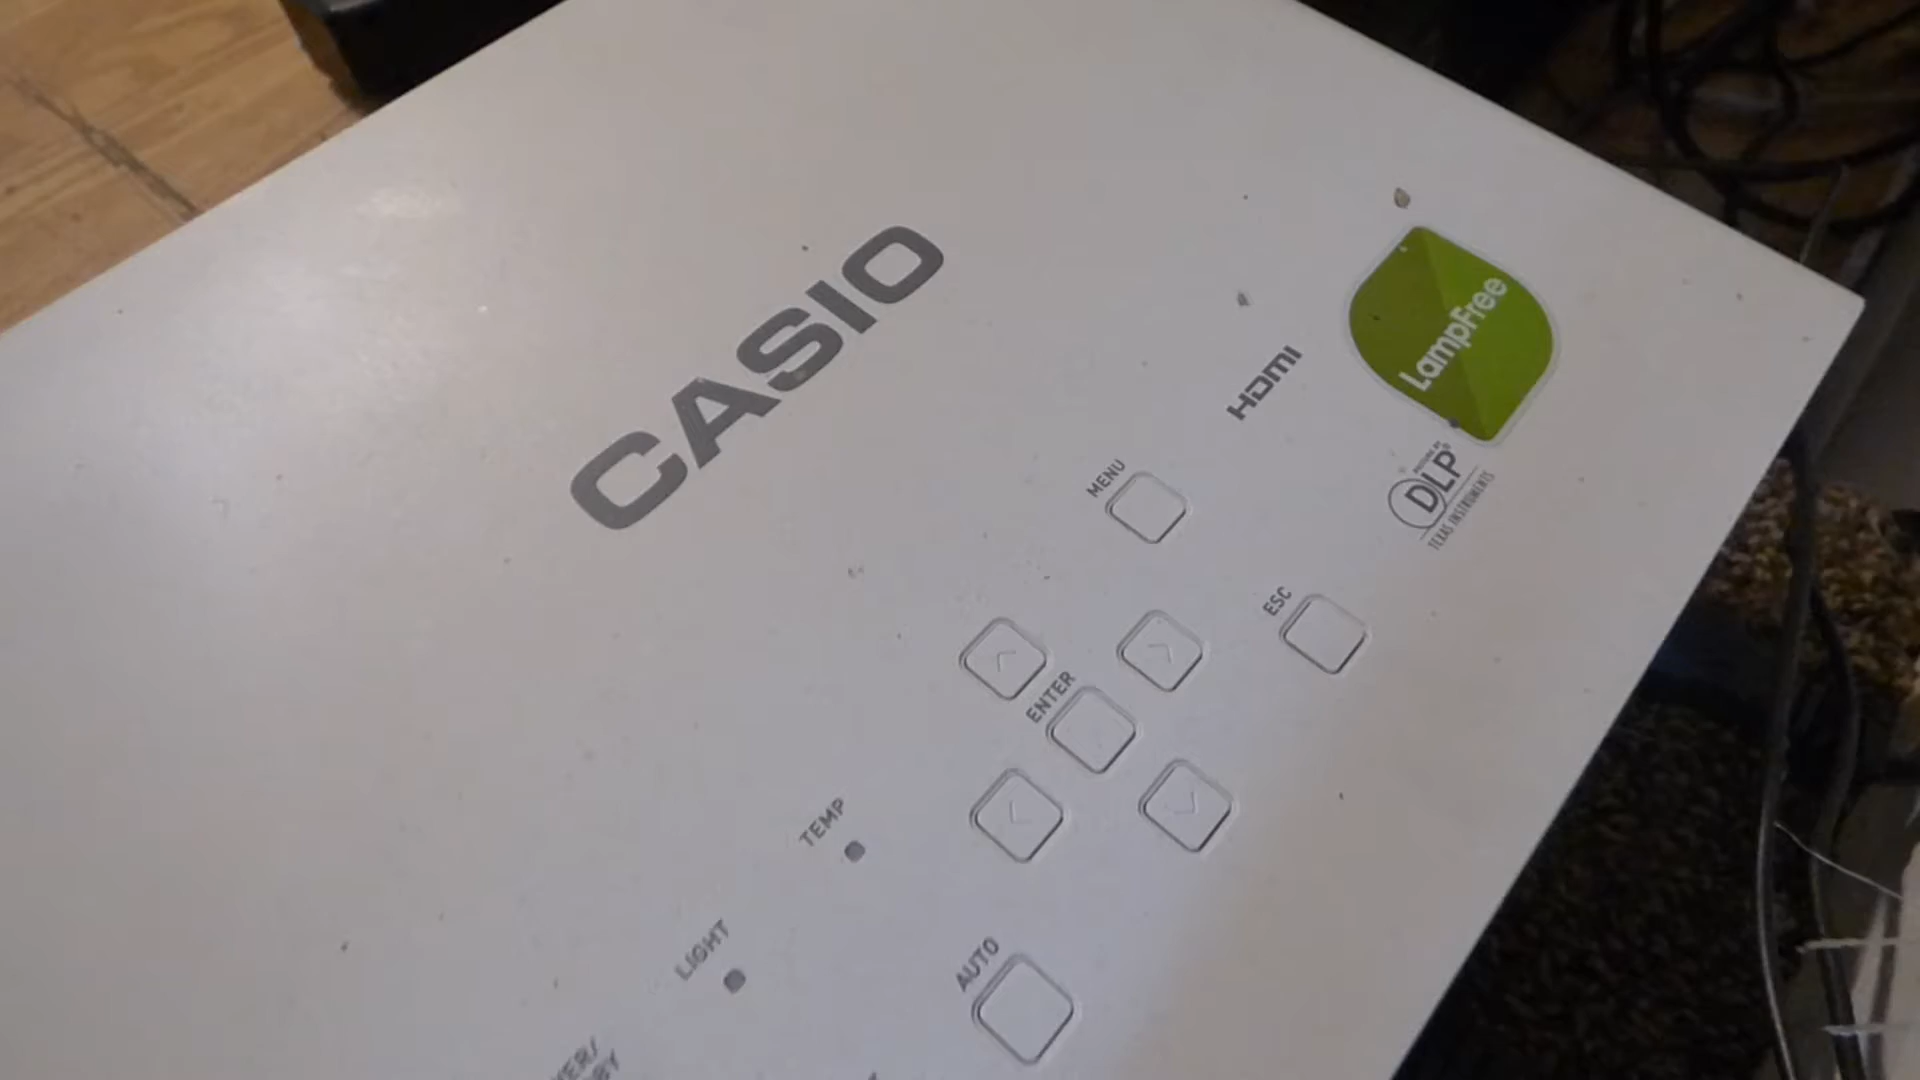 CASIO
HDMI
LampFree
DLP
TEXAS INSTRUMENTS
MENU
ESC
ENTER
TEMP
LIGHT
AUTO